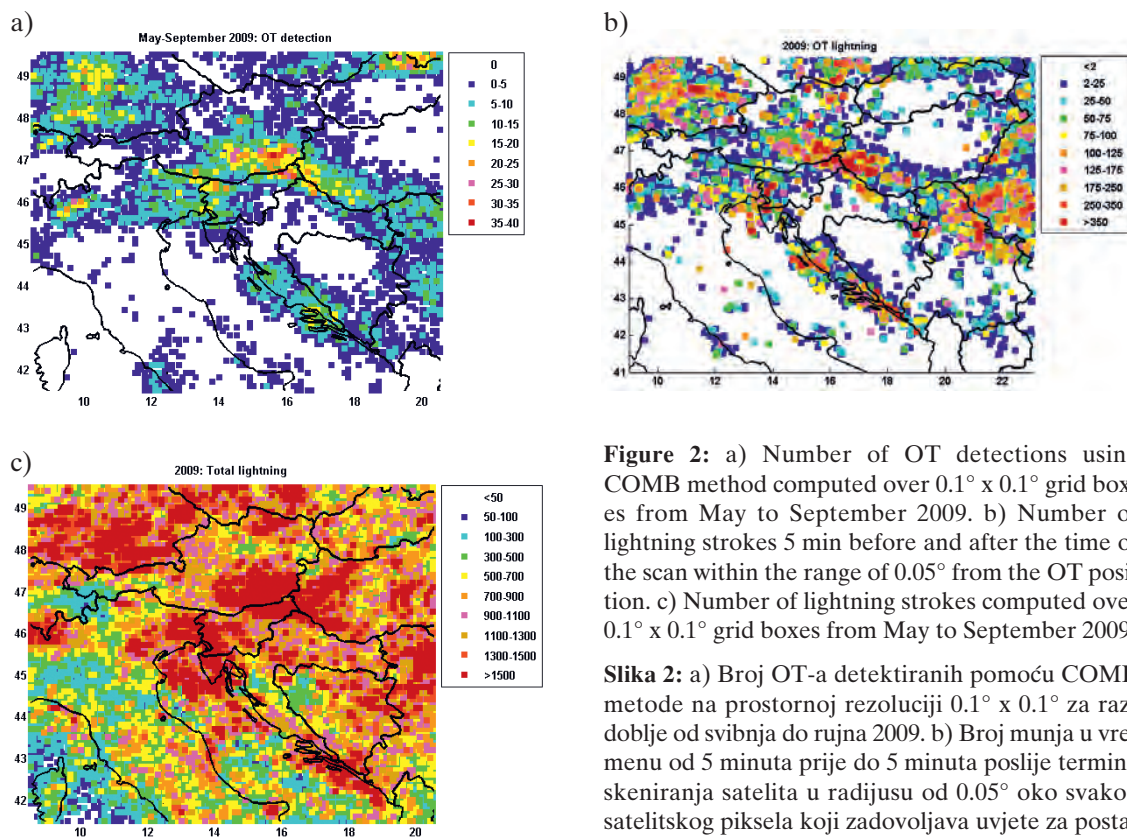 a)
May-September 2009: OT detection
49
48
47
46
45
44
43
42
10 12 14 16 18 20
0
0-5
5-10
10-15
15-20
20-25
25-30
30-35
35-40
b)
2009: OT lightning
49
48
47
46
45
44
43
42
41
10 12 14 16 18 20 22
<2
2-25
25-50
50-75
75-100
100-125
125-175
175-250
250-350
>350
c)
2009: Total lightning
49
48
47
46
45
44
43
42
10 12 14 16 18 20
<50
50-100
100-300
300-500
500-700
700-900
900-1100
1100-1300
1300-1500
>1500
Figure 2: a) Number of OT detections usin
COMB method computed over 0.1° x 0.1° grid box
es from May to September 2009. b) Number o
lightning strokes 5 min before and after the time o
the scan within the range of 0.05° from the OT posi
tion. c) Number of lightning strokes computed ove
0.1° x 0.1° grid boxes from May to September 2009
Slika 2: a) Broj OT-a detektiranih pomoću COMB
metode na prostornoj rezoluciji 0.1° x 0.1° za raz
doblje od svibnja do rujna 2009. b) Broj munja u vre
menu od 5 minuta prije do 5 minuta poslije termin
skeniranja satelita u radijusu od 0.05° oko svako
satelitskog piksela koji zadovoljava uvjete za posta